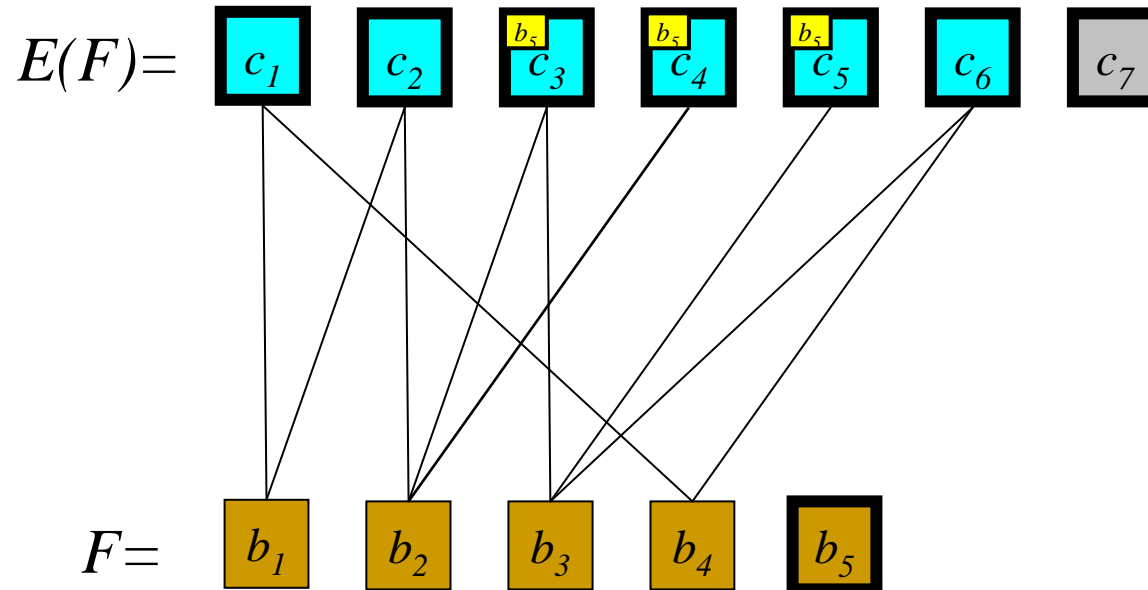 E(F)= c₁ c₂ b₅ c₃ b₅ c₄ b₅ c₅ c₆ c₇
F= b₁ b₂ b₃ b₄ b₅